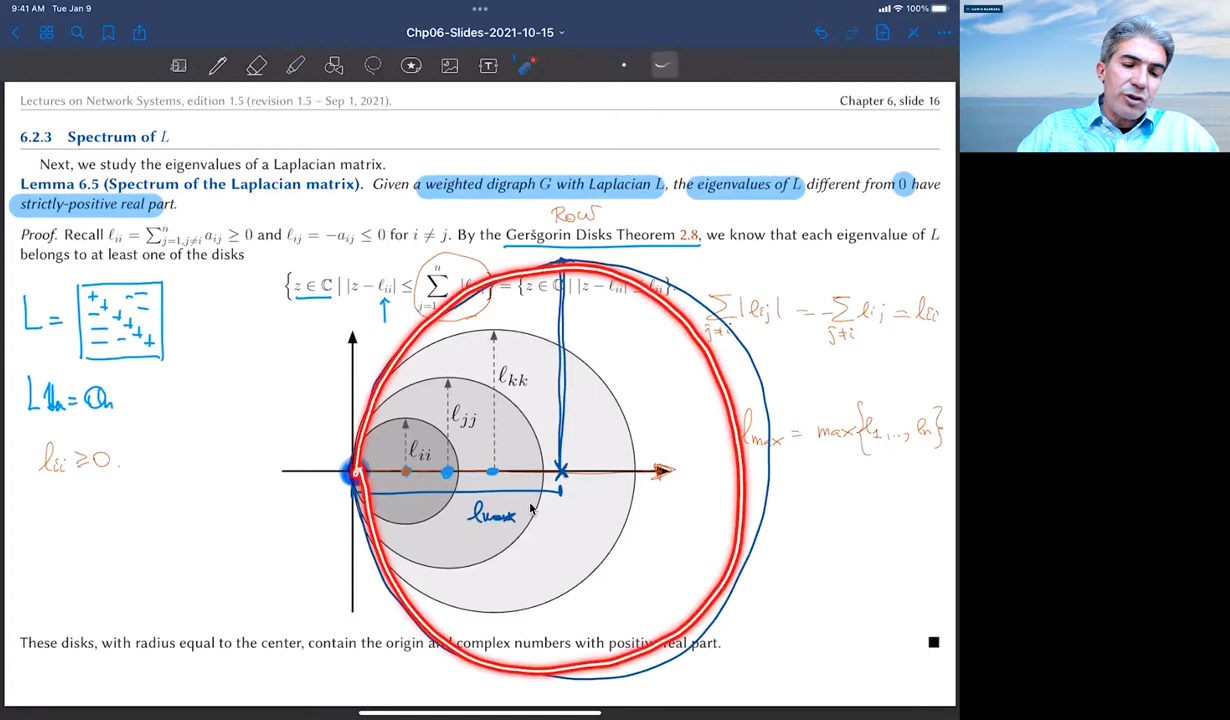 9:41 AM Tue Jan 9
100%
Chp06-Slides-2021-10-15
Lectures on Network Systems, edition 1.5 (revision 1.5 – Sep 1, 2021).
Chapter 6, slide 16
6.2.3 Spectrum of L
Next, we study the eigenvalues of a Laplacian matrix.
Lemma 6.5 (Spectrum of the Laplacian matrix). Given a weighted digraph G with Laplacian L, the eigenvalues of L different from 0 have
strictly-positive real part.
Row
Proof. Recall ℓii = ∑ⁿj=1,j≠i aij ≥ 0 and ℓij = −aij ≤ 0 for i ≠ j. By the Geršgorin Disks Theorem 2.8, we know that each eigenvalue of L
belongs to at least one of the disks
{z ∈ ℂ | |z − ℓii| ≤ ∑ⁿ = {z ∈ ℂ | |z − ℓii| ≤ ℓii}.
∑j≠i |lij| = -∑j≠i lij = lii
L = + - - - + + - + - - +
L𝟙n = 𝟘n
lii ≥ 0.
ℓkk
ℓjj
ℓii
lmax = max{l1,..., ln}
lmax
These disks, with radius equal to the center, contain the origin and complex numbers with positive real part.